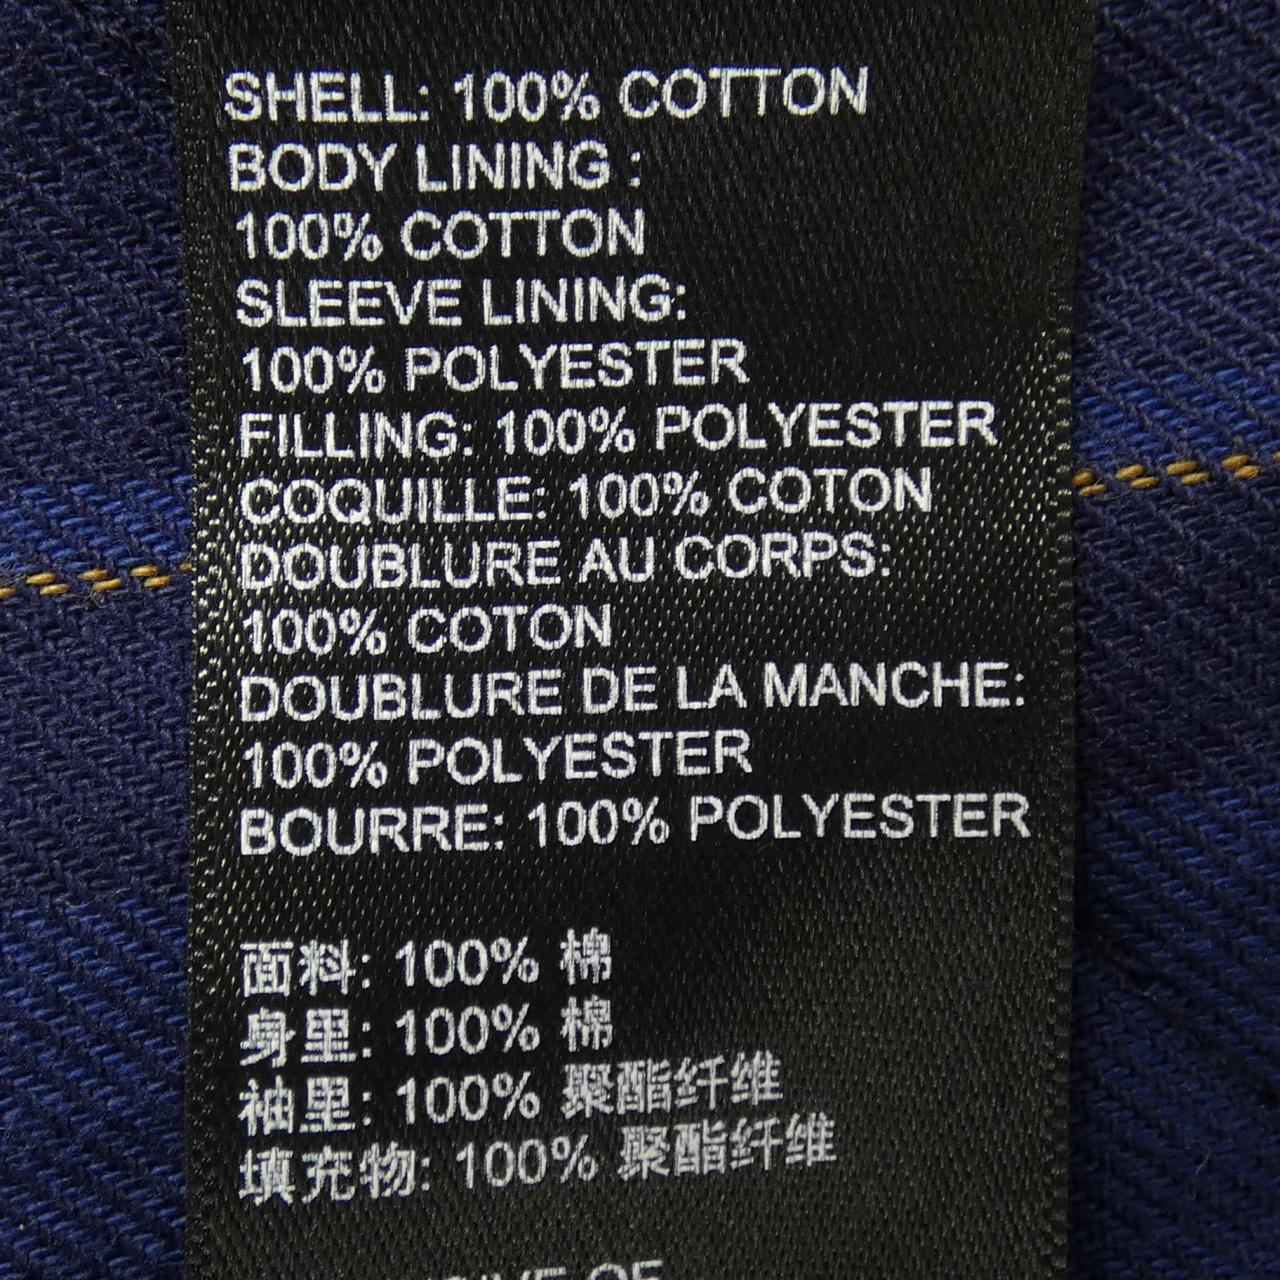 SHELL: 100% COTTON
BODY LINING :
100% COTTON
SLEEVE LINING:
100% POLYESTER
FILLING: 100% POLYESTER
COQUILLE: 100% COTON
DOUBLURE AU CORPS:
100% COTON
DOUBLURE DE LA MANCHE:
100% POLYESTER
BOURRE: 100% POLYESTER
面料: 100% 棉
身里: 100% 棉
袖里: 100% 聚酯纤维
填充物: 100% 聚酯纤维
OF